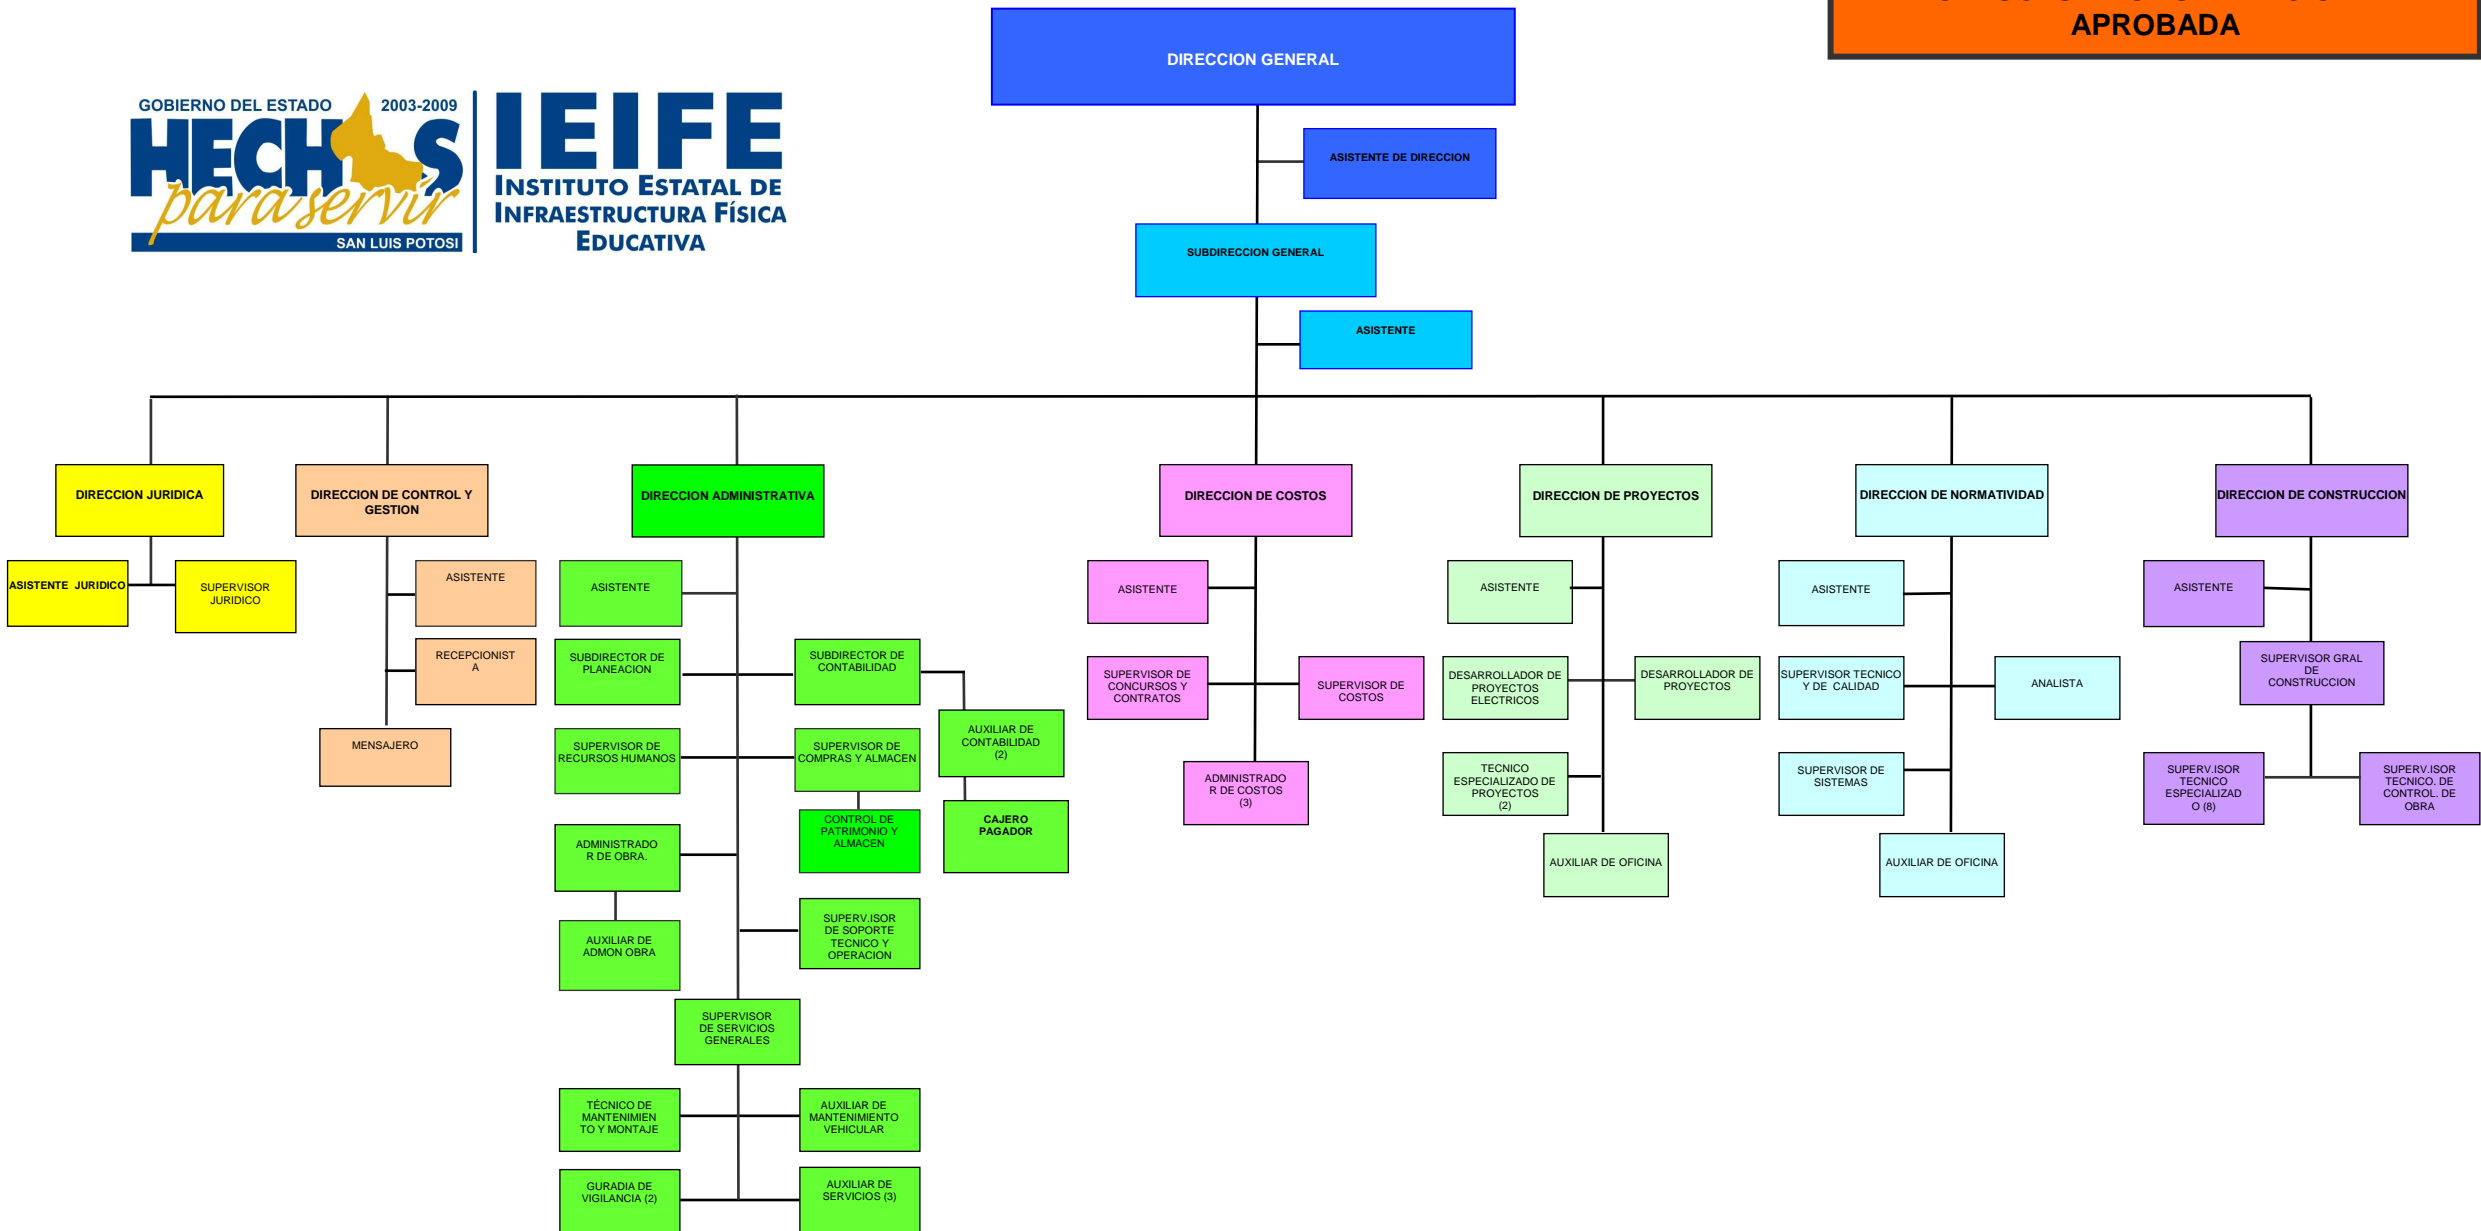 APROBADA
DIRECCION GENERAL
GOBIERNO DEL ESTADO 2003-2009
HECHOS
para servir
SAN LUIS POTOSI
IEIFE
INSTITUTO ESTATAL DE
INFRAESTRUCTURA FÍSICA
EDUCATIVA
ASISTENTE DE DIRECCION
SUBDIRECCION GENERAL
ASISTENTE
DIRECCION JURIDICA
ASISTENTE JURIDICO
SUPERVISOR
JURIDICO
DIRECCION DE CONTROL Y
GESTION
ASISTENTE
RECEPCIONIST
A
MENSAJERO
DIRECCION ADMINISTRATIVA
ASISTENTE
SUBDIRECTOR DE
PLANEACION
SUBDIRECTOR DE
CONTABILIDAD
AUXILIAR DE
CONTABILIDAD
(2)
CAJERO
PAGADOR
SUPERVISOR DE
RECURSOS HUMANOS
SUPERVISOR DE
COMPRAS Y ALMACEN
CONTROL DE
PATRIMONIO Y
ALMACEN
ADMINISTRADO
R DE OBRA.
AUXILIAR DE
ADMON OBRA
SUPERV.ISOR
DE SOPORTE
TECNICO Y
OPERACION
SUPERVISOR
DE SERVICIOS
GENERALES
TÉCNICO DE
MANTENIMIEN
TO Y MONTAJE
AUXILIAR DE
MANTENIMIENTO
VEHICULAR
GURADIA DE
VIGILANCIA (2)
AUXILIAR DE
SERVICIOS (3)
DIRECCION DE COSTOS
ASISTENTE
SUPERVISOR DE
CONCURSOS Y
CONTRATOS
SUPERVISOR DE
COSTOS
ADMINISTRADO
R DE COSTOS
(3)
DIRECCION DE PROYECTOS
ASISTENTE
DESARROLLADOR DE
PROYECTOS
ELECTRICOS
DESARROLLADOR DE
PROYECTOS
TECNICO
ESPECIALIZADO DE
PROYECTOS
(2)
AUXILIAR DE OFICINA
DIRECCION DE NORMATIVIDAD
ASISTENTE
SUPERVISOR TECNICO
Y DE CALIDAD
ANALISTA
SUPERVISOR DE
SISTEMAS
AUXILIAR DE OFICINA
DIRECCION DE CONSTRUCCION
ASISTENTE
SUPERVISOR GRAL
DE
CONSTRUCCION
SUPERV.ISOR
TECNICO
ESPECIALIZAD
O (8)
SUPERV.ISOR
TECNICO. DE
CONTROL. DE
OBRA